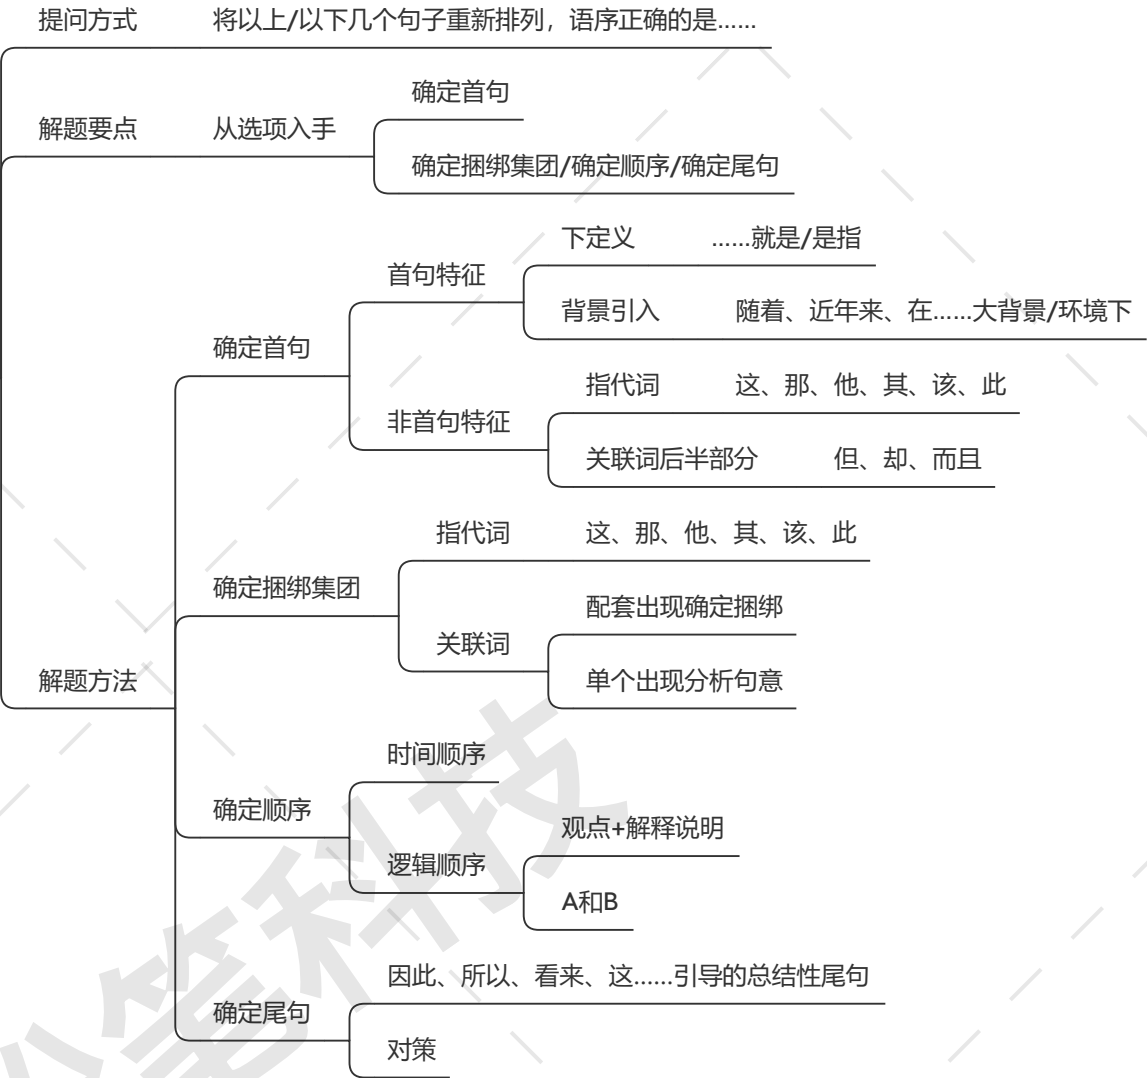 提问方式 将以上/以下几个句子重新排列，语序正确的是……
确定首句
解题要点 从选项入手
确定捆绑集团/确定顺序/确定尾句
下定义 ……就是/是指
首句特征
背景引入 随着、近年来、在……大背景/环境下
确定首句
指代词 这、那、他、其、该、此
非首句特征
关联词后半部分 但、却、而且
指代词 这、那、他、其、该、此
确定捆绑集团
配套出现确定捆绑
关联词
单个出现分析句意
解题方法
时间顺序
确定顺序
观点+解释说明
逻辑顺序
A和B
因此、所以、看来、这……引导的总结性尾句
确定尾句
对策
笔科技